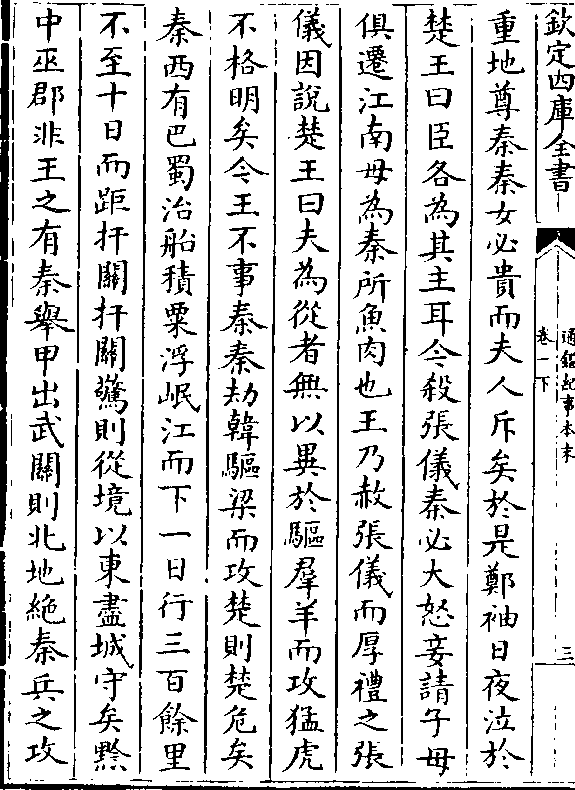 欽定四庫全書
通鑑紀事本末
卷一下
三
重地尊秦秦女必貴而夫人斥矣於是鄭袖日夜泣於
楚王曰臣各為其主耳今殺張儀秦必大怒妾請子母
俱遷江南毋為秦所魚肉也王乃赦張儀而厚禮之張
儀因說楚王曰夫為從者無以異於驅羣羊而攻猛虎
不格明矣今王不事秦秦劫韓驅梁而攻楚則楚危矣
秦西有巴蜀治船積粟浮岷江而下一日行三百餘里
不至十日而距扞關扞關驚則從境以東盡城守矣黔
中巫郡非王之有秦舉甲出武關則北地絶秦兵之攻